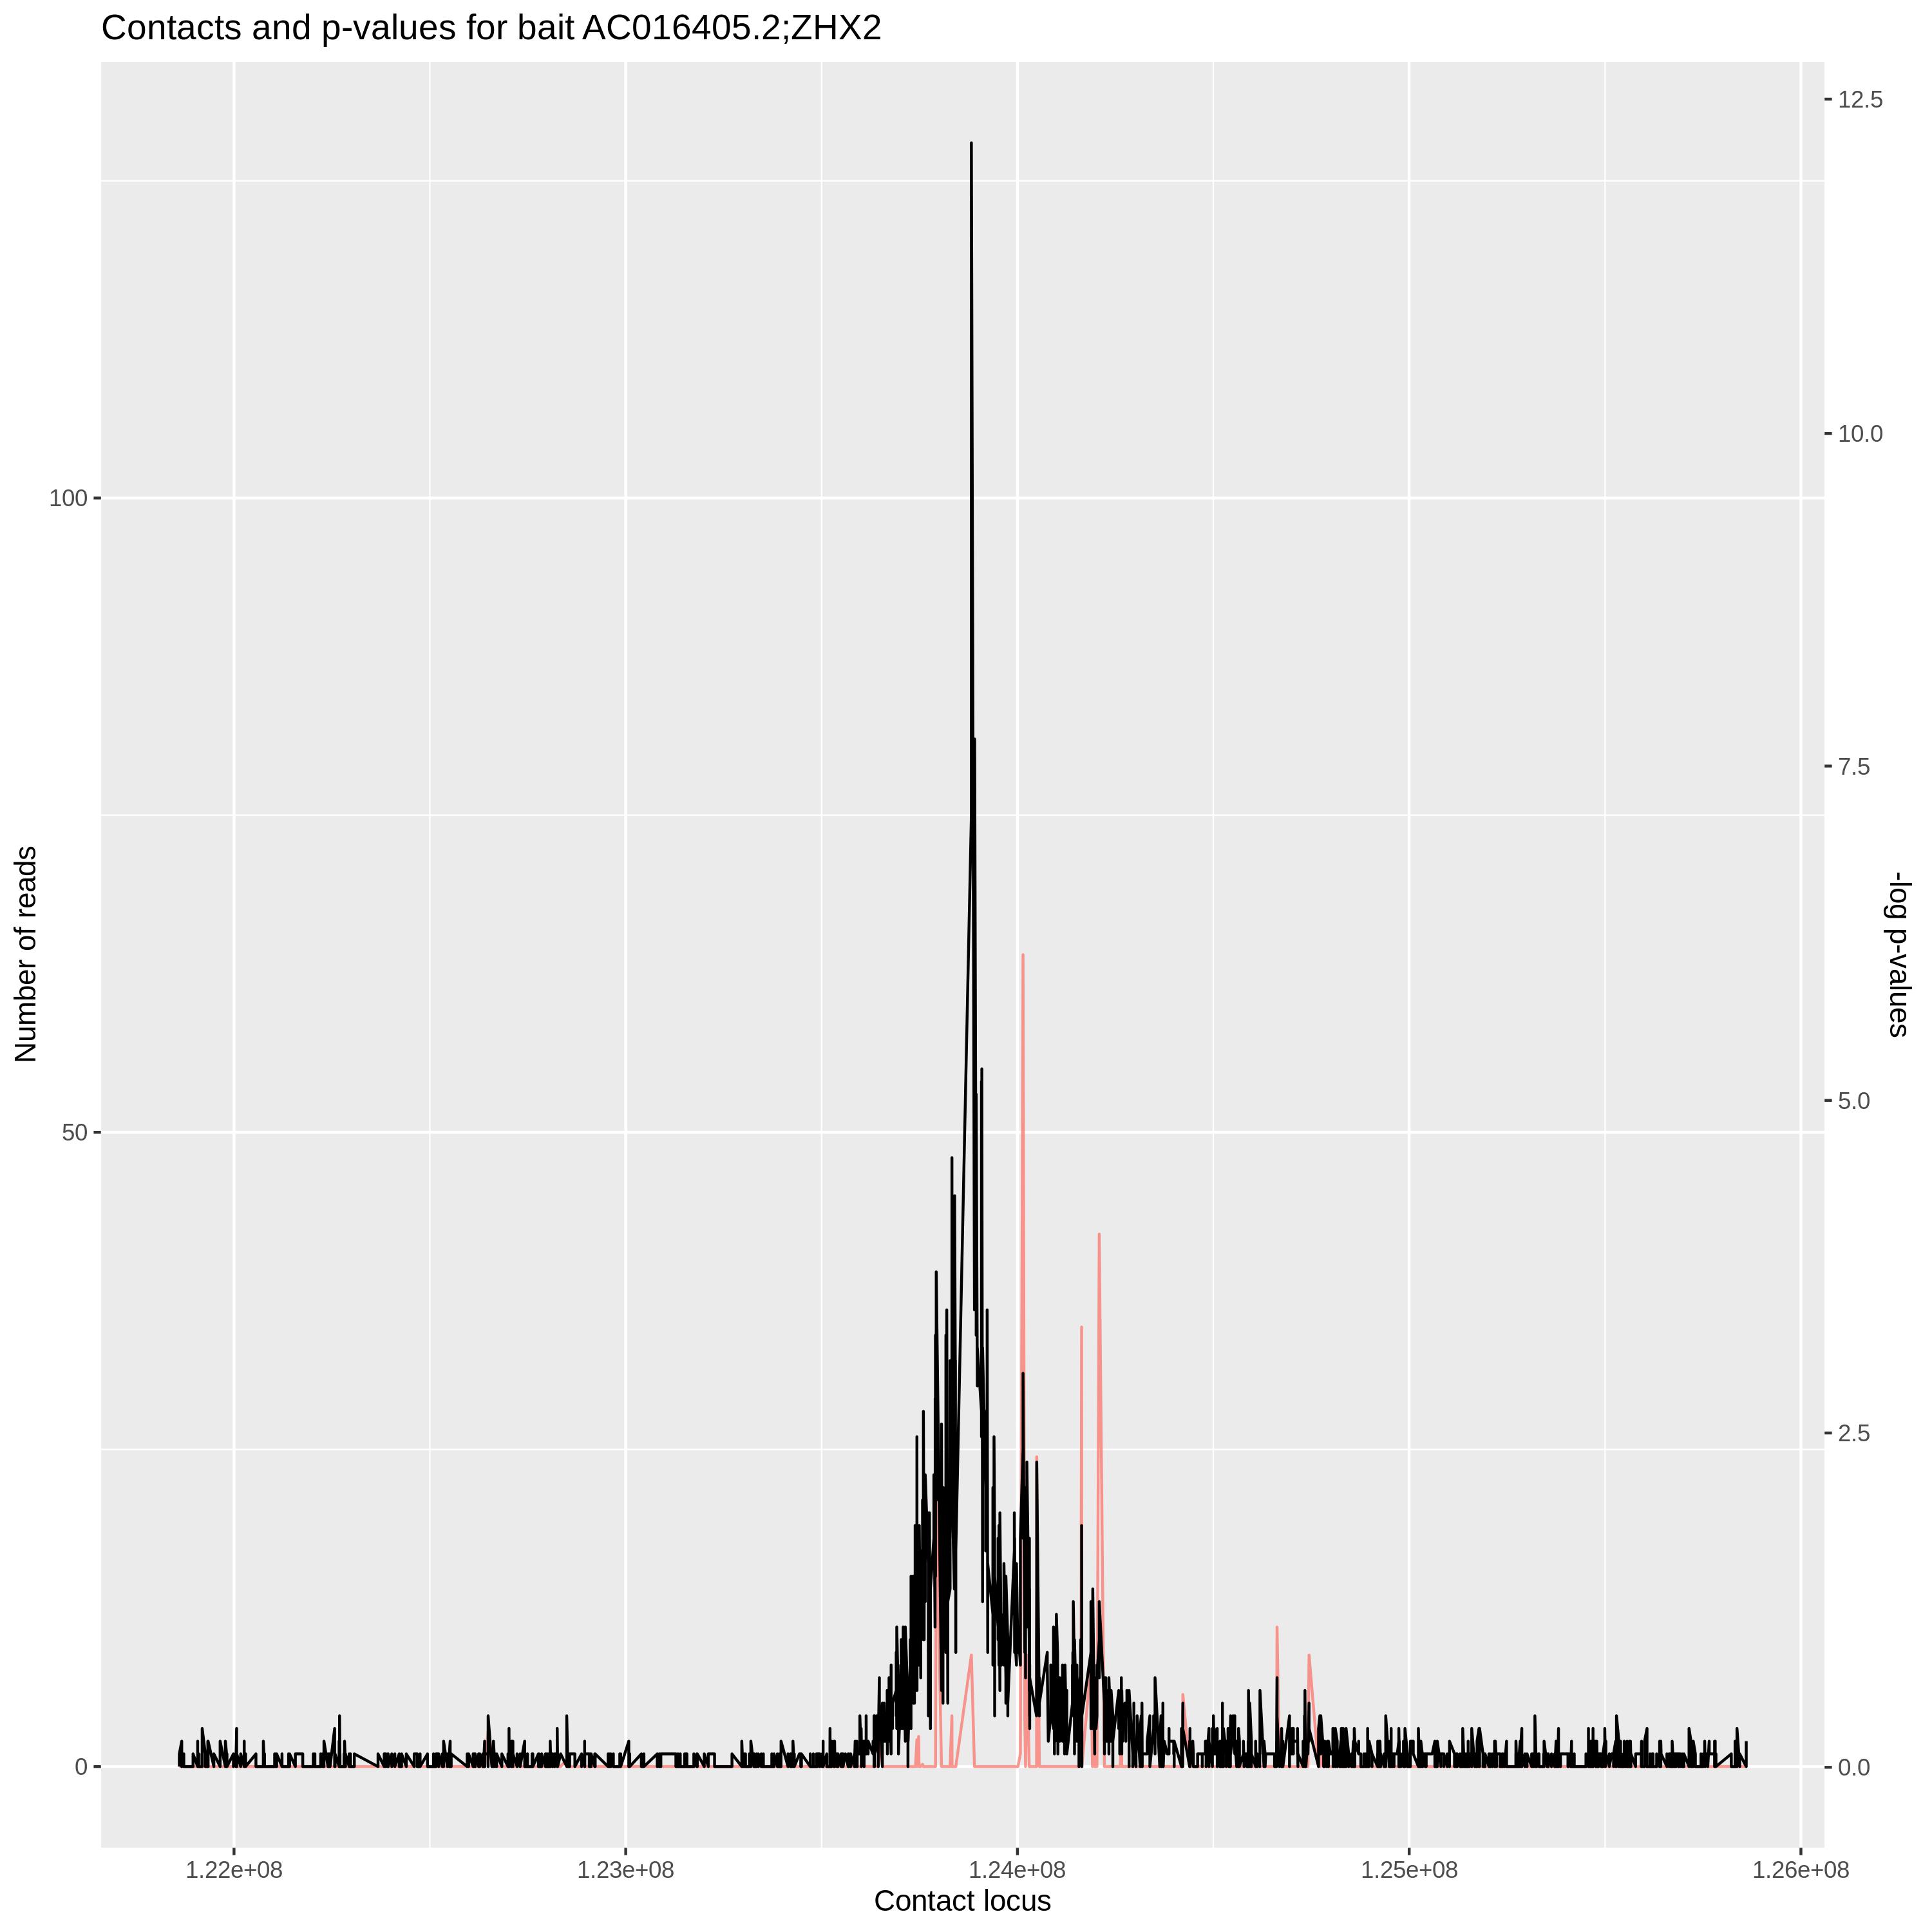 Contacts and p-values for bait AC016405.2;ZHX2
12.5
10.0
100
7.5
Number of reads
-log p-values
50
5.0
2.5
0
0.0
1.22e+08
1.23e+08
1.24e+08
1.25e+08
1.26e+08
Contact locus